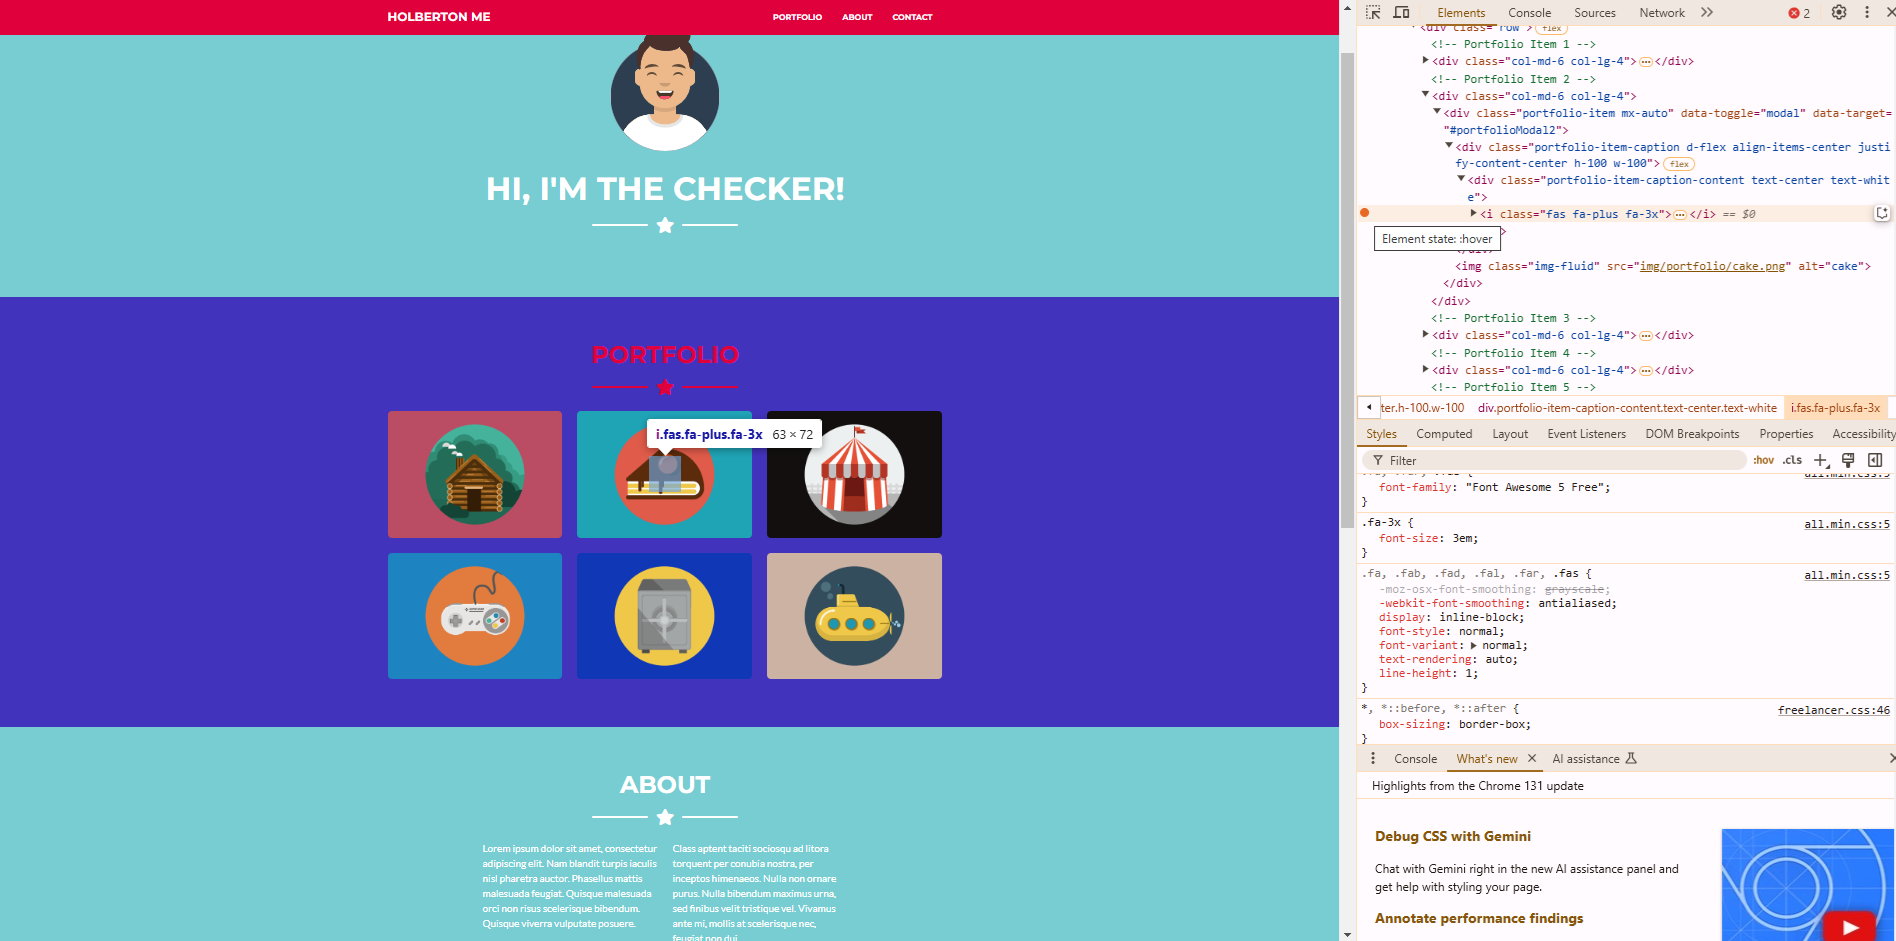 HOLBERTON ME
PORTFOLIO ABOUT CONTACT
HI, I'M THE CHECKER!
PORTFOLIO
i.fas.fa-plus.fa-3x 63 × 72
ABOUT
Lorem ipsum dolor sit amet, consectetur
adipiscing elit. Nam blandit turpis iaculis
nisl pharetra auctor. Phasellus mattis
malesuada feugiat. Quisque malesuada
orci non risus scelerisque bibendum.
Quisque viverra vulputate posuere.
Class aptent taciti sociosqu ad litora
torquent per conubia nostra, per
inceptos himenaeos. Nulla non ornare
purus. Nulla bibendum maximus urna,
sed finibus velit tristique vel. Vivamus
ante mi, mollis at scelerisque nec,
feugiat non dui.
Elements Console Sources Network 2
<div class="row"> flex
<!-- Portfolio Item 1 -->
<div class="col-md-6 col-lg-4">…</div>
<!-- Portfolio Item 2 -->
<div class="col-md-6 col-lg-4">
<div class="portfolio-item mx-auto" data-toggle="modal" data-target=
"#portfolioModal2">
<div class="portfolio-item-caption d-flex align-items-center justi
fy-content-center h-100 w-100"> flex
<div class="portfolio-item-caption-content text-center text-whit
e">
<i class="fas fa-plus fa-3x">…</i> == $0
Element state: :hover
<img class="img-fluid" src="img/portfolio/cake.png" alt="cake">
</div>
</div>
<!-- Portfolio Item 3 -->
<div class="col-md-6 col-lg-4">…</div>
<!-- Portfolio Item 4 -->
<div class="col-md-6 col-lg-4">…</div>
<!-- Portfolio Item 5 -->
ter.h-100.w-100 div.portfolio-item-caption-content.text-center.text-white i.fas.fa-plus.fa-3x
Styles Computed Layout Event Listeners DOM Breakpoints Properties Accessibility
Filter :hov .cls
all.min.css:5
font-family: "Font Awesome 5 Free";
}
.fa-3x { all.min.css:5
font-size: 3em;
}
.fa, .fab, .fad, .fal, .far, .fas { all.min.css:5
-moz-osx-font-smoothing: grayscale;
-webkit-font-smoothing: antialiased;
display: inline-block;
font-style: normal;
font-variant: normal;
text-rendering: auto;
line-height: 1;
}
*, *::before, *::after { freelancer.css:46
box-sizing: border-box;
}
Console What's new AI assistance
Highlights from the Chrome 131 update
Debug CSS with Gemini
Chat with Gemini right in the new AI assistance panel and
get help with styling your page.
Annotate performance findings